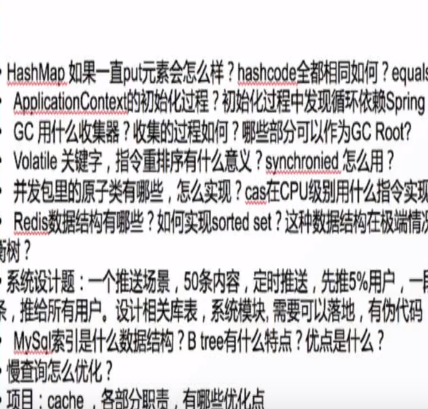 • HashMap 如果一直put元素会怎么样？hashcode全都相同如何？equals
• ApplicationContext的初始化过程？初始化过程中发现循环依赖Spring
• GC 用什么收集器？收集的过程如何？哪些部分可以作为GC Root?
• Volatile 关键字，指令重排序有什么意义？synchronied 怎么用？
• 并发包里的原子类有哪些，怎么实现？cas在CPU级别用什么指令实现
• Redis数据结构有哪些？如何实现sorted set？这种数据结构在极端情况
衡树？
• 系统设计题：一个推送场景，50条内容，定时推送，先推5%用户，一段
条，推给所有用户。设计相关库表，系统模块, 需要可以落地，有伪代码
• MySql索引是什么数据结构？B tree有什么特点？优点是什么？
• 慢查询怎么优化？
• 项目：cache ，各部分职责，有哪些优化点